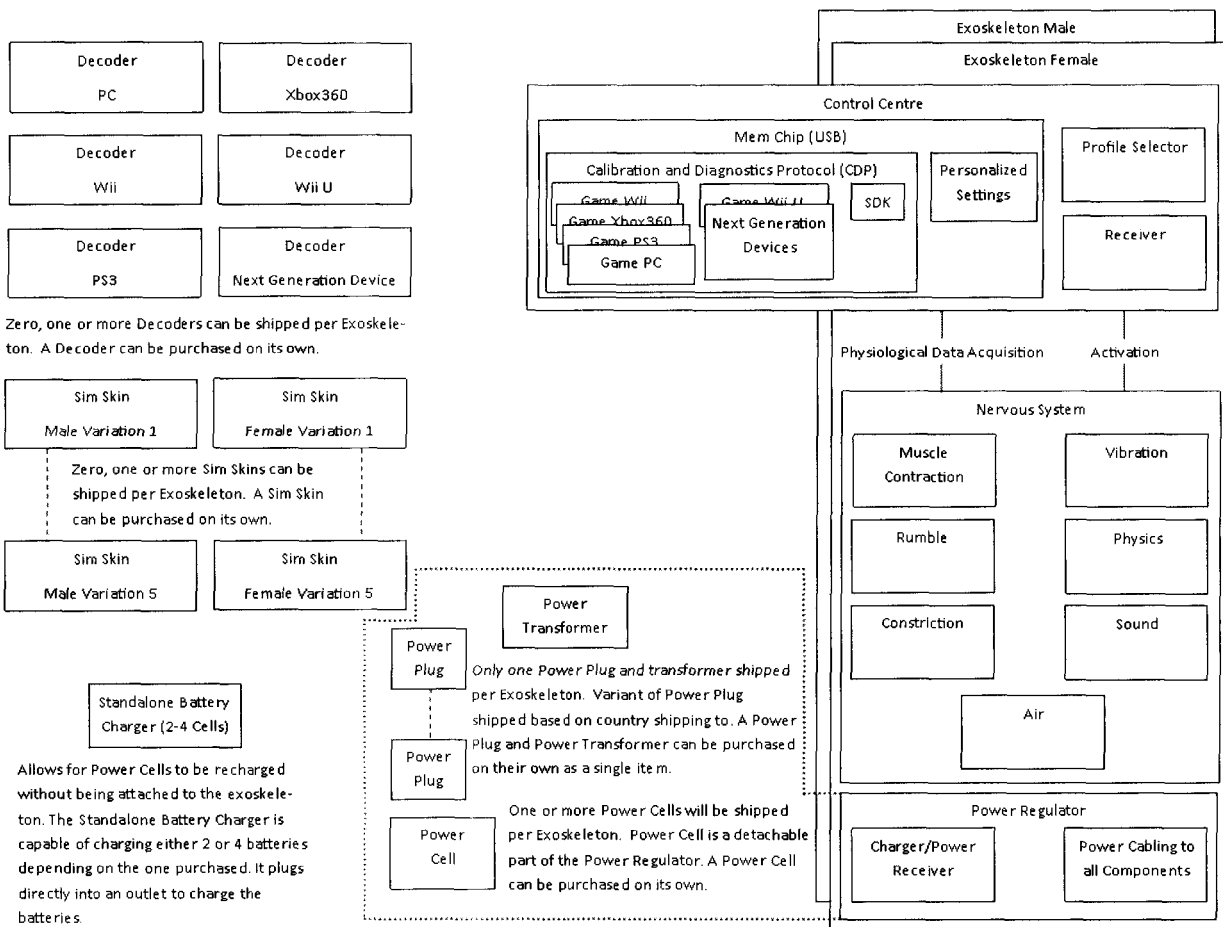 Decoder
PC
Decoder
Xbox360
Decoder
Wii
Decoder
Wii U
Decoder
PS3
Decoder
Next Generation Device
Zero, one or more Decoders can be shipped per Exoskele-
ton. A Decoder can be purchased on its own.
Sim Skin
Male Variation 1
Sim Skin
Female Variation 1
Zero, one or more Sim Skins can be
shipped per Exoskeleton. A Sim Skin
can be purchased on its own.
Sim Skin
Male Variation 5
Sim Skin
Female Variation 5
Standalone Battery
Charger (2-4 Cells)
Allows for Power Cells to be recharged
without being attached to the exoskele-
ton. The Standalone Battery Charger is
capable of charging either 2 or 4 batteries
depending on the one purchased. It plugs
directly into an outlet to charge the
batteries.
Power
Transformer
Power
Plug
Only one Power Plug and transformer shipped
per Exoskeleton. Variant of Power Plug
shipped based on country shipping to. A Power
Plug and Power Transformer can be purchased
on their own as a single item.
Power
Plug
Power
Cell
One or more Power Cells will be shipped
per Exoskeleton. Power Cell is a detachable
part of the Power Regulator. A Power Cell
can be purchased on its own.
Exoskeleton Male
Exoskeleton Female
Control Centre
Mem Chip (USB)
Calibration and Diagnostics Protocol (CDP)
Game Wii
Game Xbox360
Game PS3
Game PC
Game Wii U
Next Generation
Devices
SDK
Personalized
Settings
Profile Selector
Receiver
Physiological Data Acquisition
Activation
Nervous System
Muscle
Contraction
Vibration
Rumble
Physics
Constriction
Sound
Air
Power Regulator
Charger/Power
Receiver
Power Cabling to
all Components